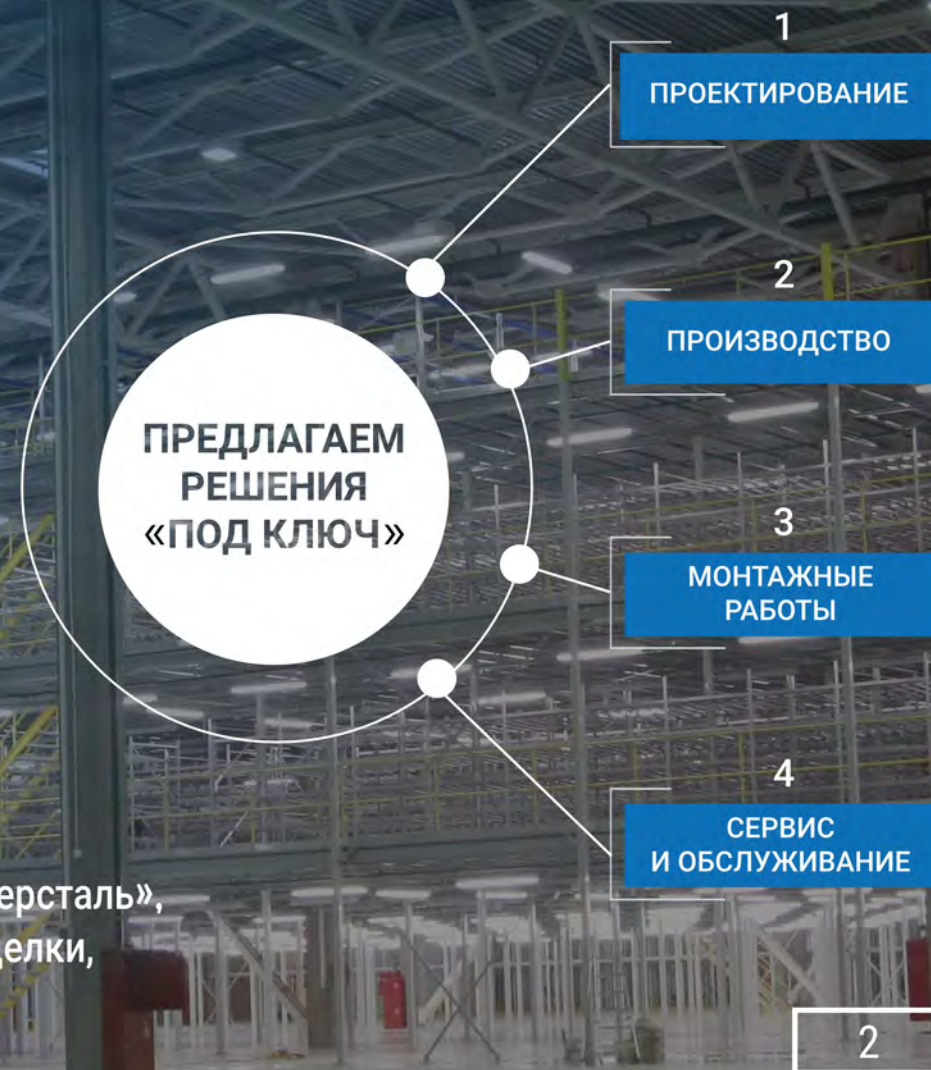 1
ПРОЕКТИРОВАНИЕ
2
ПРОИЗВОДСТВО
ПРЕДЛАГАЕМ
РЕШЕНИЯ
«ПОД КЛЮЧ»
3
МОНТАЖНЫЕ
РАБОТЫ
4
СЕРВИС
И ОБСЛУЖИВАНИЕ
ерсталь»,
елки,
2